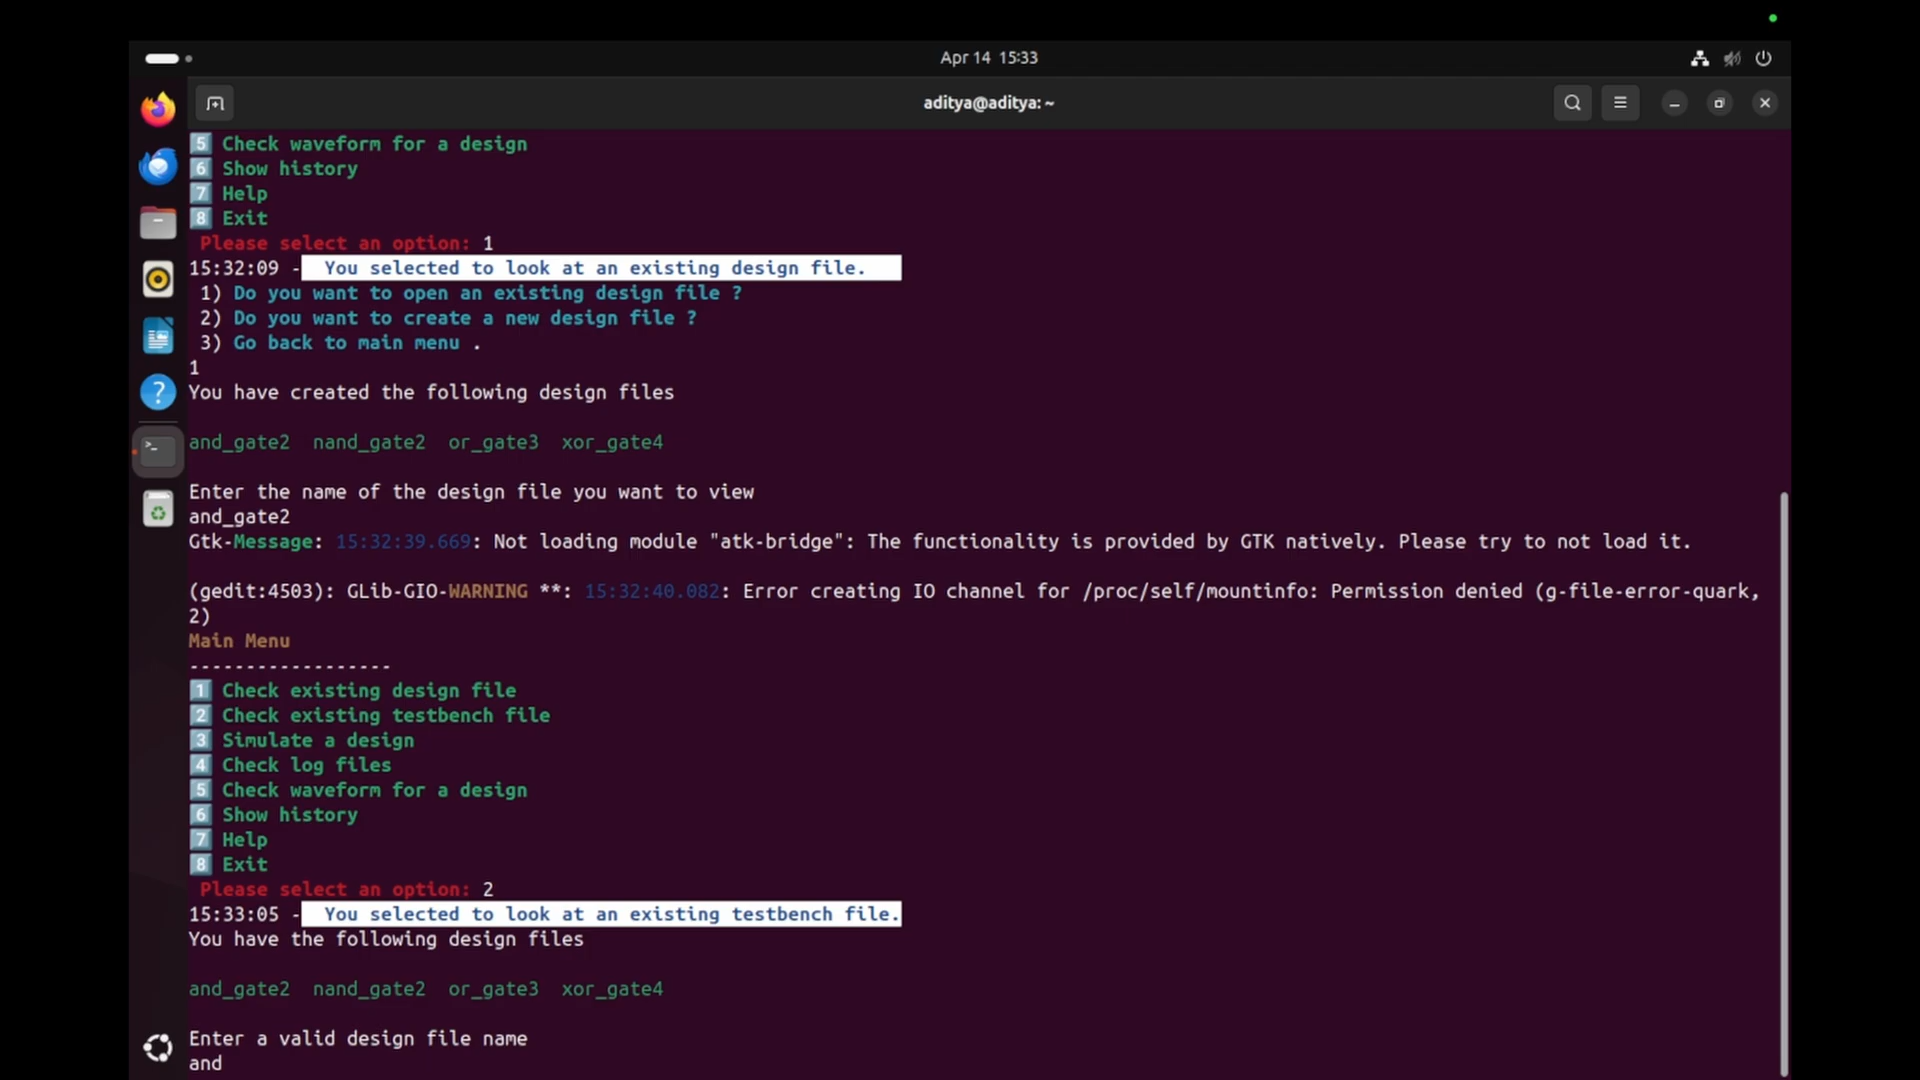 Apr 14 15:33
aditya@aditya: ~
5 Check waveform for a design
6 Show history
7 Help
8 Exit
Please select an option: 1
15:32:09 - You selected to look at an existing design file.
1) Do you want to open an existing design file ?
2) Do you want to create a new design file ?
3) Go back to main menu .
1
You have created the following design files
and_gate2 nand_gate2 or_gate3 xor_gate4
Enter the name of the design file you want to view
and_gate2
Gtk-Message: 15:32:39.669: Not loading module "atk-bridge": The functionality is provided by GTK natively. Please try to not load it.
(gedit:4503): GLib-GIO-WARNING **: 15:32:40.082: Error creating IO channel for /proc/self/mountinfo: Permission denied (g-file-error-quark,
2)
Main Menu
------------------
1 Check existing design file
2 Check existing testbench file
3 Simulate a design
4 Check log files
5 Check waveform for a design
6 Show history
7 Help
8 Exit
Please select an option: 2
15:33:05 - You selected to look at an existing testbench file.
You have the following design files
and_gate2 nand_gate2 or_gate3 xor_gate4
Enter a valid design file name
and